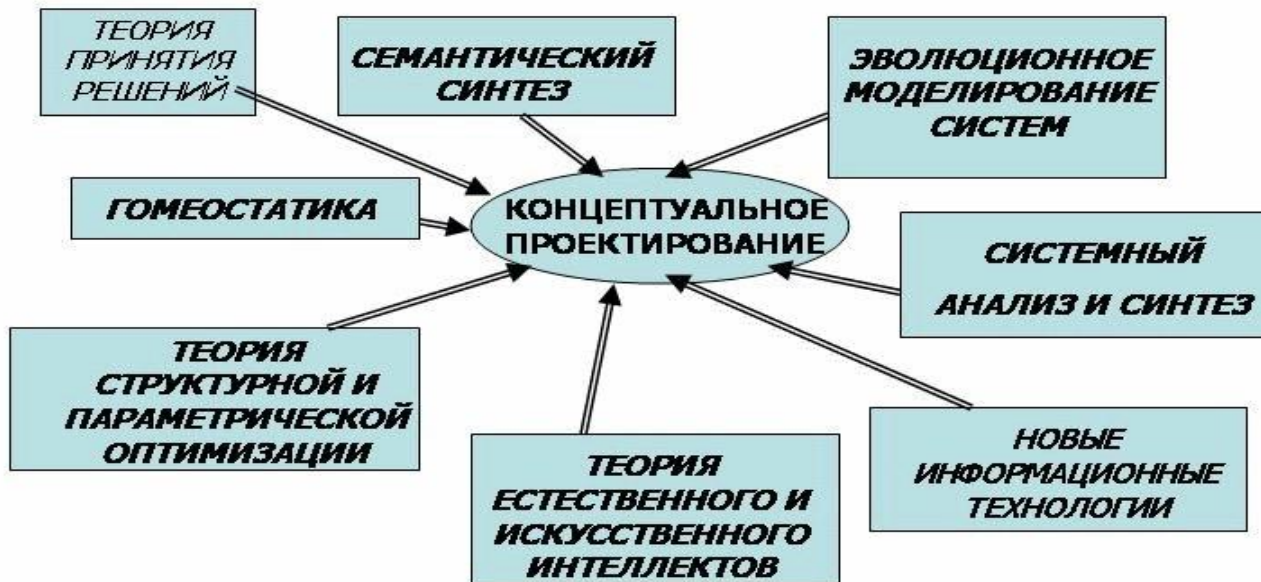 ТЕОРИЯ
ПРИНЯТИЯ
РЕШЕНИЙ
СЕМАНТИЧЕСКИЙ
СИНТЕЗ
ЭВОЛЮЦИОННОЕ
МОДЕЛИРОВАНИЕ
СИСТЕМ
ГОМЕОСТАТИКА
КОНЦЕПТУАЛЬНОЕ
ПРОЕКТИРОВАНИЕ
СИСТЕМНЫЙ
АНАЛИЗ И СИНТЕЗ
ТЕОРИЯ
СТРУКТУРНОЙ И
ПАРАМЕТРИЧЕСКОЙ
ОПТИМИЗАЦИИ
ТЕОРИЯ
ЕСТЕСТВЕННОГО И
ИСКУССТВЕННОГО
ИНТЕЛЛЕКТОВ
НОВЫЕ
ИНФОРМАЦИОННЫЕ
ТЕХНОЛОГИИ